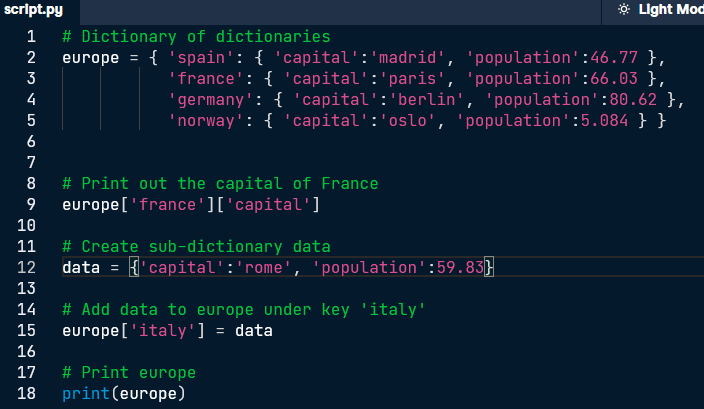 script.py
Light Mod
1 # Dictionary of dictionaries
2 europe = { 'spain': { 'capital':'madrid', 'population':46.77 },
3            'france': { 'capital':'paris', 'population':66.03 },
4            'germany': { 'capital':'berlin', 'population':80.62 },
5            'norway': { 'capital':'oslo', 'population':5.084 } }
6
7
8 # Print out the capital of France
9 europe['france']['capital']
10
11 # Create sub-dictionary data
12 data = {'capital':'rome', 'population':59.83}
13
14 # Add data to europe under key 'italy'
15 europe['italy'] = data
16
17 # Print europe
18 print(europe)